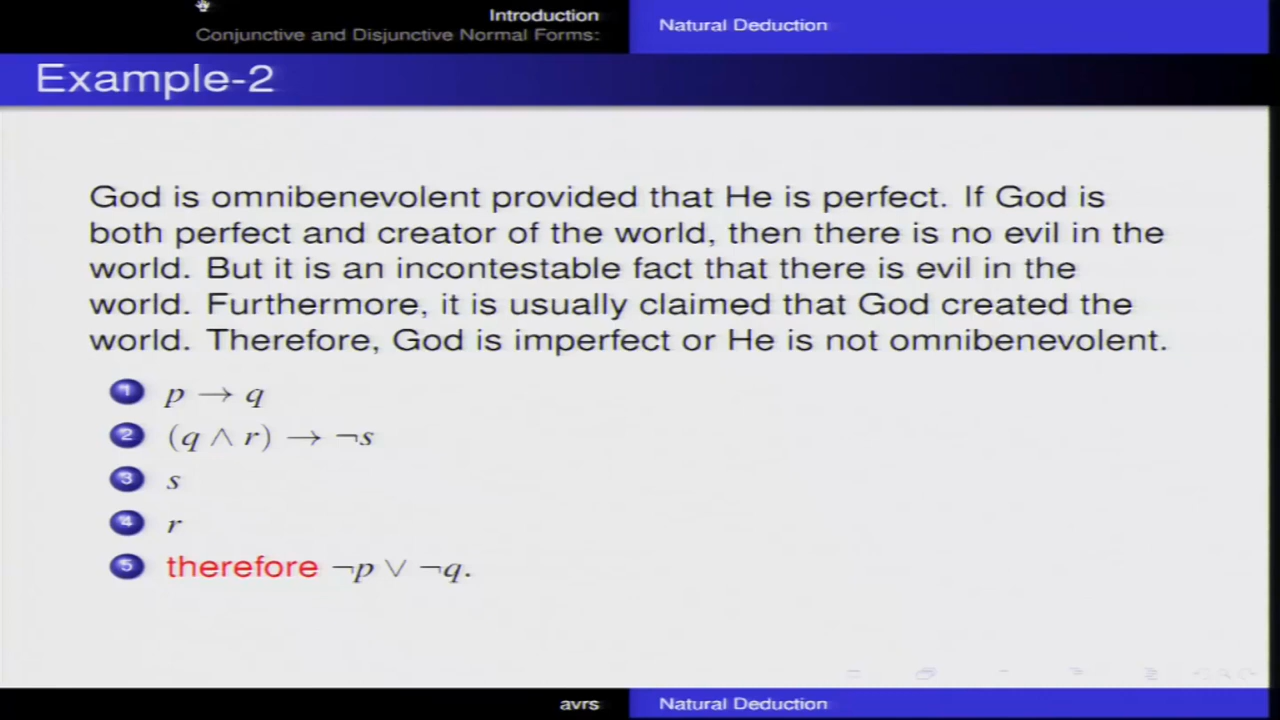 Introduction
Conjunctive and Disjunctive Normal Forms:
Natural Deduction
Example-2
God is omnibenevolent provided that He is perfect. If God is
both perfect and creator of the world, then there is no evil in the
world. But it is an incontestable fact that there is evil in the
world. Furthermore, it is usually claimed that God created the
world. Therefore, God is imperfect or He is not omnibenevolent.
1 p → q
2 (q ∧ r) → ¬s
3 s
4 r
5 therefore ¬p ∨ ¬q.
avrs
Natural Deduction